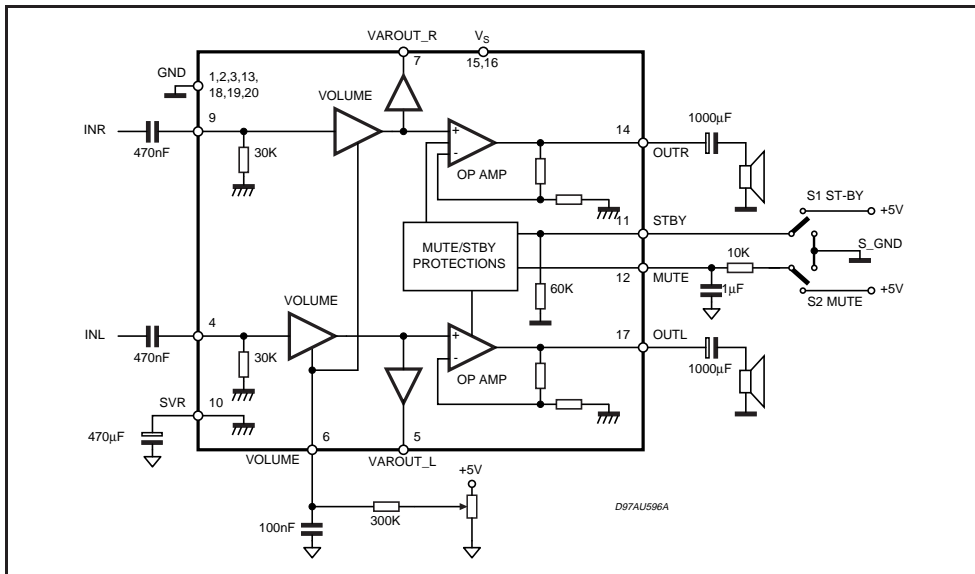 VAROUT_R
VS
7
15,16
GND
1,2,3,13,
18,19,20
VOLUME
9
INR
470nF
30K
+
-
OP AMP
14
OUTR
1000µF
S1 ST-BY
+5V
11
STBY
S_GND
MUTE/STBY
PROTECTIONS
10K
12
MUTE
60K
1µF
S2 MUTE
+5V
VOLUME
4
INL
470nF
30K
+
-
OP AMP
17
OUTL
1000µF
SVR
10
470µF
6
5
VOLUME
VAROUT_L
+5V
300K
100nF
D97AU596A